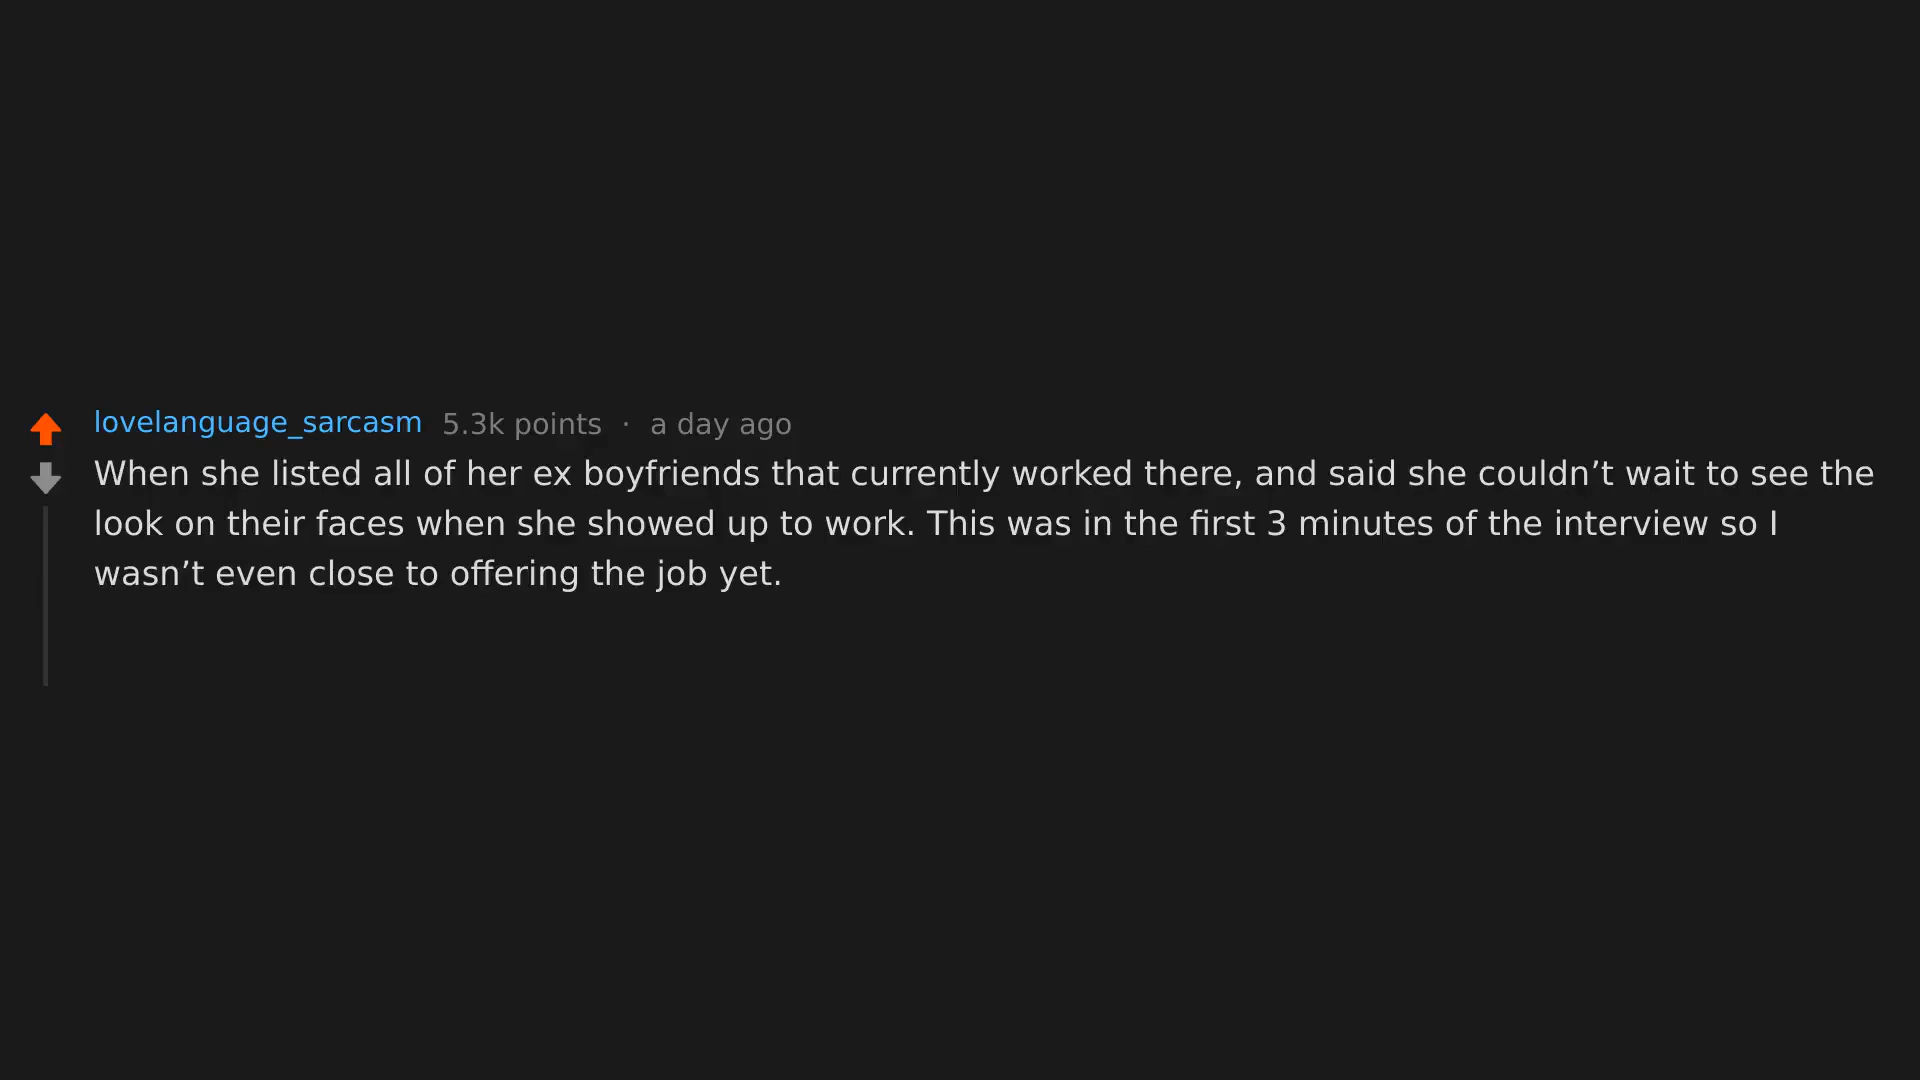 lovelanguage_sarcasm 5.3k points · a day ago
When she listed all of her ex boyfriends that currently worked there, and said she couldn’t wait to see the
look on their faces when she showed up to work. This was in the first 3 minutes of the interview so I
wasn’t even close to offering the job yet.